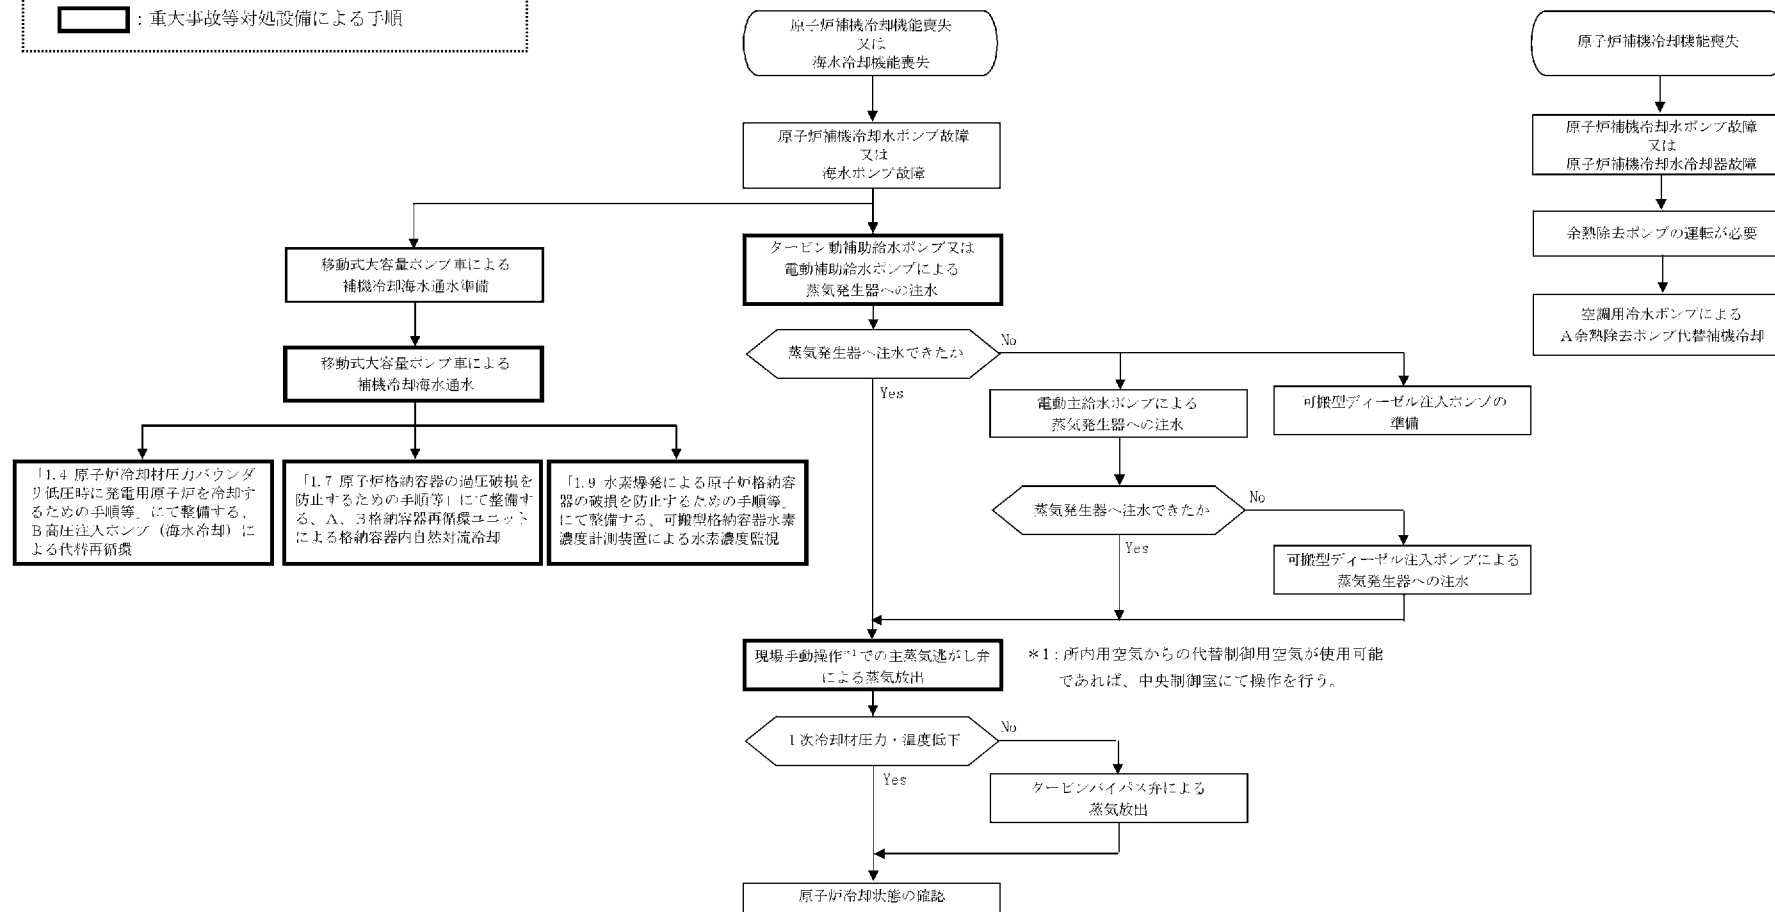 ：重大事故等対処設備による手順
原子炉補機冷却機能喪失
又は
海水冷却機能喪失
原子炉補機冷却水ポンプ故障
又は
海水ポンプ故障
移動式大容量ポンプ車による
補機冷却海水通水準備
移動式大容量ポンプ車による
補機冷却海水通水
「1.4 原子炉冷却材圧力バウンダ
リ低圧時に発電用原子炉を冷却す
るための手順等」にて整備する、
Ｂ高圧注入ポンプ（海水冷却）に
よる代替再循環
「1.7 原子炉格納容器の過圧破損を
防止するための手順等」にて整備す
る、Ａ、Ｂ格納容器再循環ユニット
による格納容器内自然対流冷却
「1.9 水素爆発による原子炉格納容
器の破損を防止するための手順等」
にて整備する、可搬型格納容器水素
濃度計測装置による水素濃度監視
タービン動補助給水ポンプ又は
電動補助給水ポンプによる
蒸気発生器への注水
蒸気発生器へ注水できたか
No
Yes
電動主給水ポンプによる
蒸気発生器への注水
可搬型ディーゼル注入ポンプの
準備
蒸気発生器へ注水できたか
No
Yes
可搬型ディーゼル注入ポンプによる
蒸気発生器への注水
現場手動操作*1での主蒸気逃がし弁
による蒸気放出
＊1：所内用空気からの代替制御用空気が使用可能
であれば、中央制御室にて操作を行う。
１次冷却材圧力・温度低下
No
Yes
タービンバイパス弁による
蒸気放出
原子炉冷却状態の確認
原子炉補機冷却機能喪失
原子炉補機冷却水ポンプ故障
又は
原子炉補機冷却水冷却器故障
余熱除去ポンプの運転が必要
空調用冷水ポンプによる
Ａ余熱除去ポンプ代替補機冷却